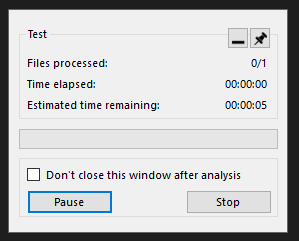 Test
Files processed: 0/1
Time elapsed: 00:00:00
Estimated time remaining: 00:00:05
Don't close this window after analysis
Pause Stop